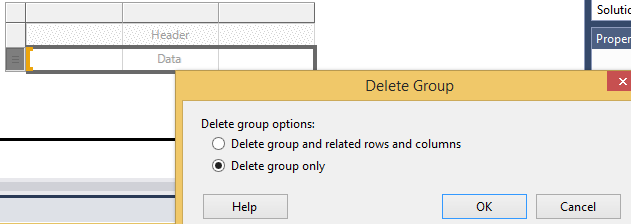 Solutio
Header
Proper
Data
Delete Group
Delete group options:
Delete group and related rows and columns
Delete group only
Help OK Cancel